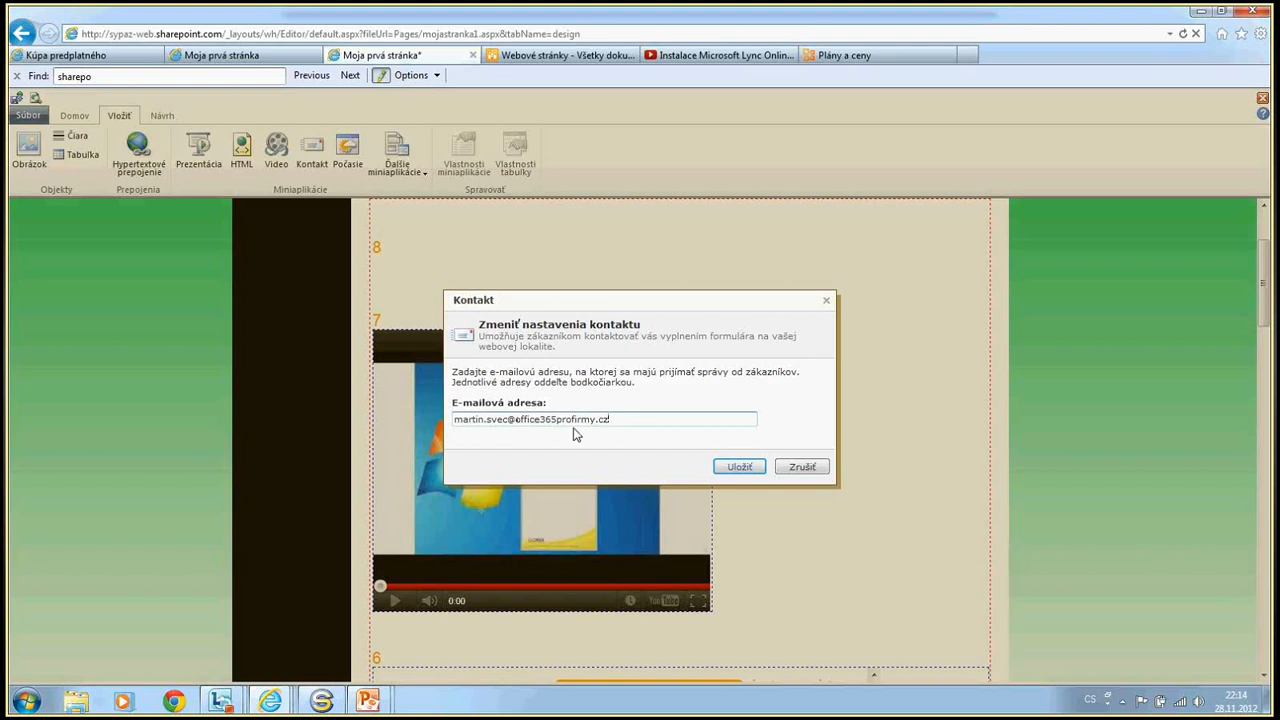 http://sypaz-web.sharepoint.com/_layouts/wh/Editor/default.aspx?fileUrl=Pages/mojastranka1.aspx&tabName=design
Kúpa predplatného
Moja prvá stránka
Moja prvá stránka*
Webové stránky - Všetky doku...
Instalace Microsoft Lync Onlin...
Plány a ceny
Find: sharepo
Previous
Next
Options
Súbor
Domov
Vložiť
Návrh
Obrázok
Čiara
Tabuľka
Hypertextové prepojenie
Prezentácia
HTML
Video
Kontakt
Počasie
Ďalšie miniaplikácie
Vlastnosti miniaplikácie
Vlastnosti tabuľky
Objekty
Prepojenia
Miniaplikácie
Spravovať
8
7
Kontakt
Zmeniť nastavenia kontaktu
Umožňuje zákazníkom kontaktovať vás vyplnením formulára na vašej
webovej lokalite.
Zadajte e-mailovú adresu, na ktorej sa majú prijímať správy od zákazníkov.
Jednotlivé adresy oddeľte bodkočiarkou.
E-mailová adresa:
martin.svec@office365profirmy.cz
Uložiť
Zrušiť
0:00
YouTube
6
CS
22:14
28.11.2012